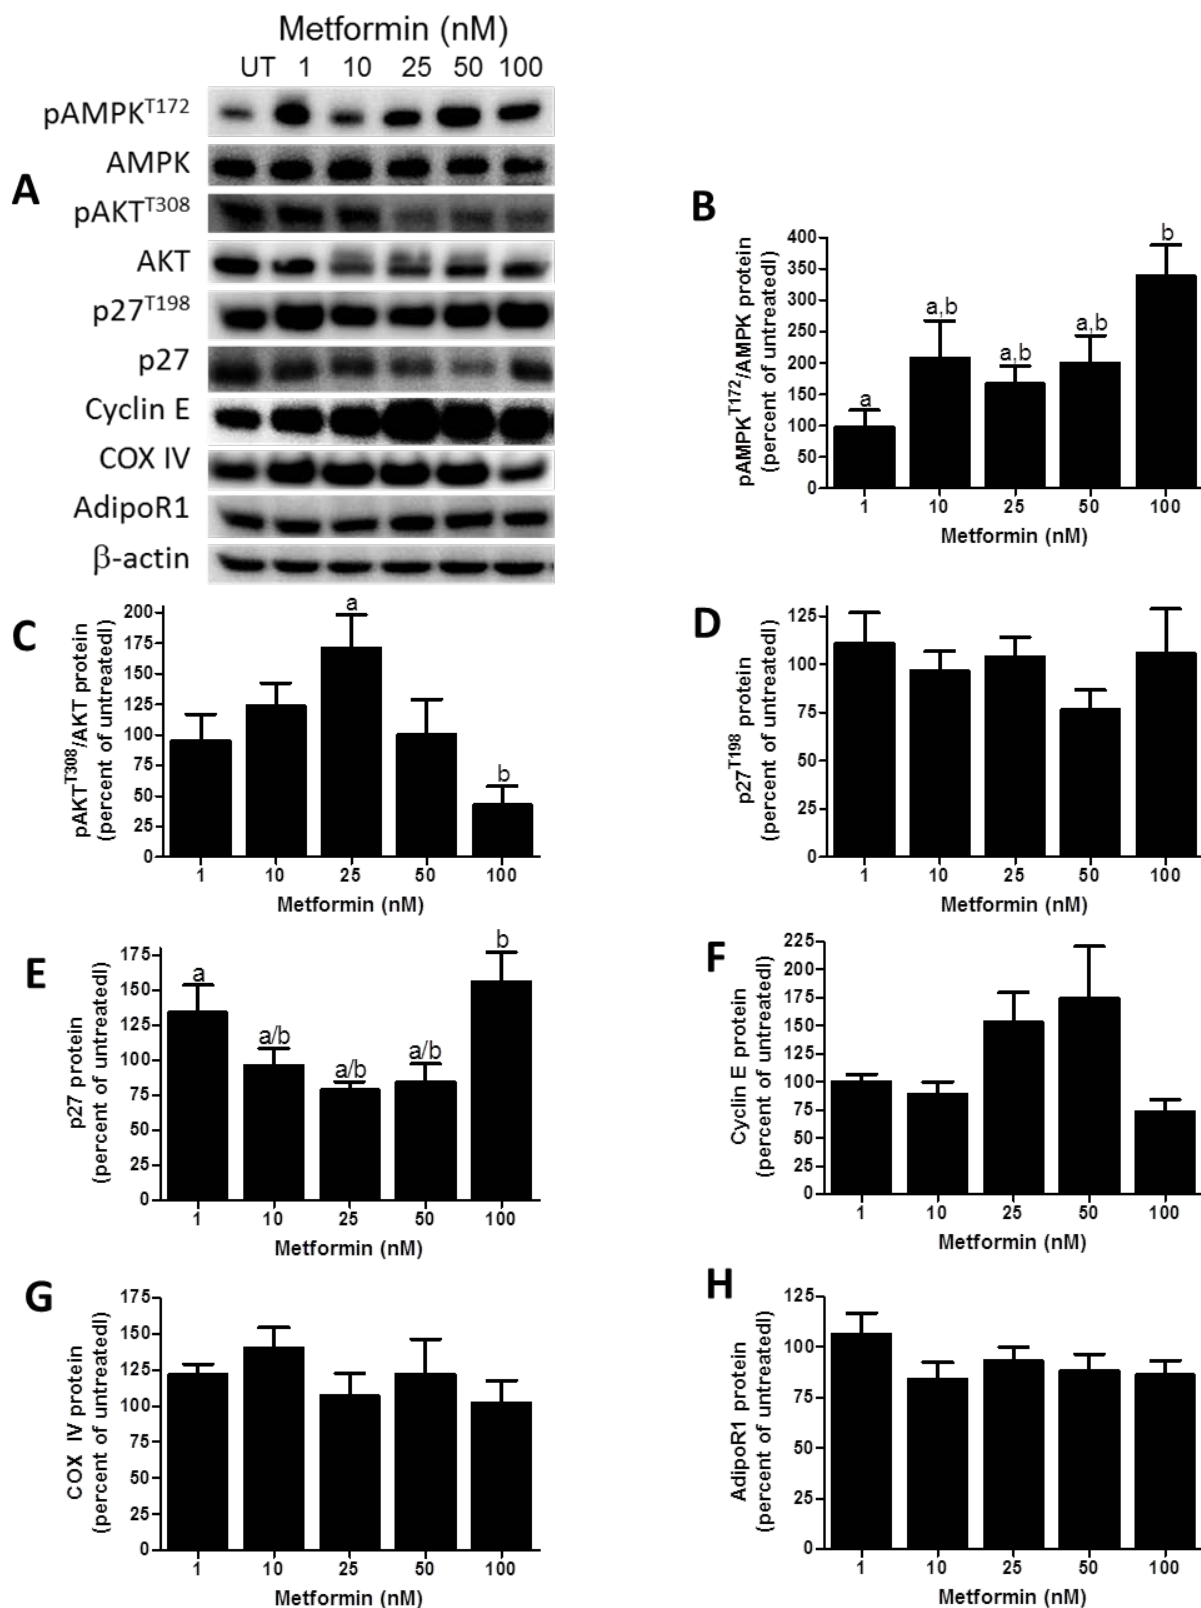 Metformin (nM)
UT 1 10 25 50 100
pAMPK^T172
AMPK
A
pAKT^T308
AKT
p27^T198
p27
Cyclin E
COX IV
AdipoR1
β-actin
B
pAMPK^T172/AMPK protein
(percent of untreatedl)
400
350
300
250
200
150
100
50
0
a
a,b
a,b
a,b
b
1 10 25 50 100
Metformin (nM)
C
pAKT^T308/AKT protein
(percent of untreatedl)
200
175
150
125
100
75
50
25
0
a
b
1 10 25 50 100
Metformin (nM)
D
p27^T198 protein
(percent of untreatedl)
125
100
75
50
25
0
1 10 25 50 100
Metformin (nM)
E
p27 protein
(percent of untreatedl)
175
150
125
100
75
50
25
0
a
a/b
a/b
a/b
b
1 10 25 50 100
Metformin (nM)
F
Cyclin E protein
(percent of untreatedl)
225
200
175
150
125
100
75
50
25
0
1 10 25 50 100
Metformin (nM)
G
COX IV protein
(percent of untreatedl)
175
150
125
100
75
50
25
0
1 10 25 50 100
Metformin (nM)
H
AdipoR1 protein
(percent of untreatedl)
125
100
75
50
25
0
1 10 25 50 100
Metformin (nM)